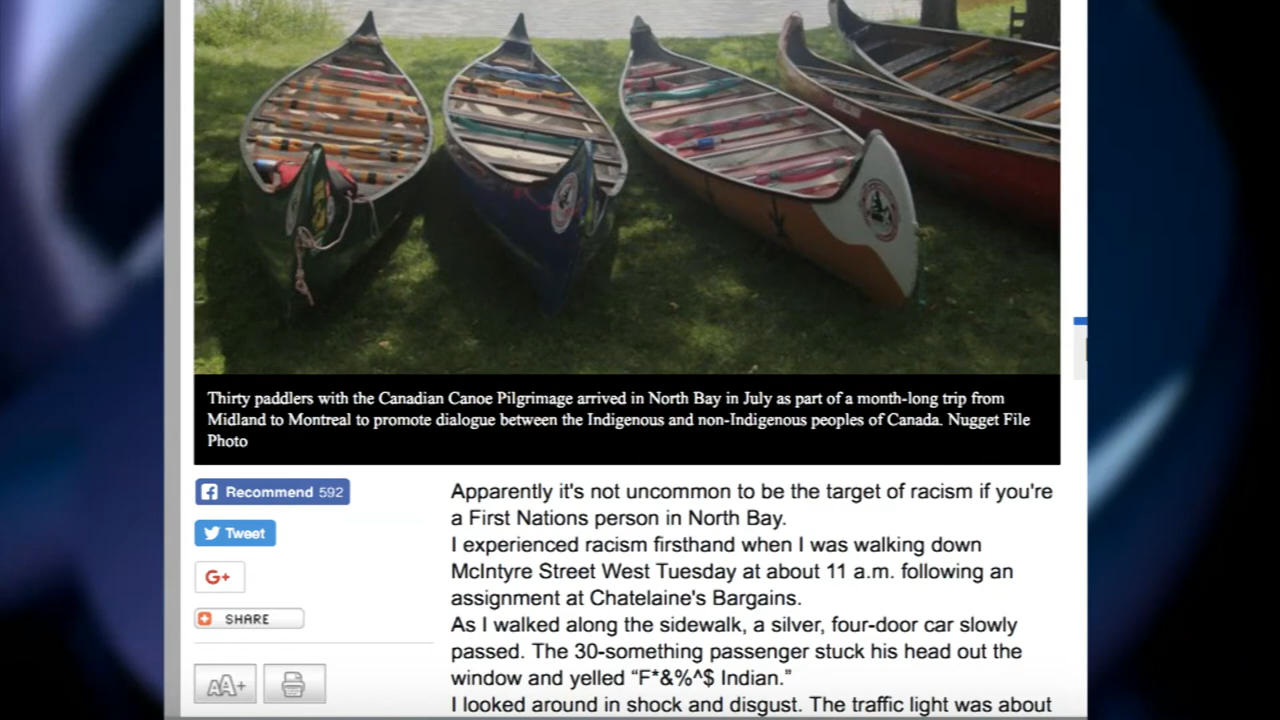 Thirty paddlers with the Canadian Canoe Pilgrimage arrived in North Bay in July as part of a month-long trip from
Midland to Montreal to promote dialogue between the Indigenous and non-Indigenous peoples of Canada. Nugget File
Photo
Recommend 592
Tweet
G+
SHARE
AA+
Apparently it's not uncommon to be the target of racism if you're
a First Nations person in North Bay.
I experienced racism firsthand when I was walking down
McIntyre Street West Tuesday at about 11 a.m. following an
assignment at Chatelaine's Bargains.
As I walked along the sidewalk, a silver, four-door car slowly
passed. The 30-something passenger stuck his head out the
window and yelled “F*&%^$ Indian.”
I looked around in shock and disgust. The traffic light was about